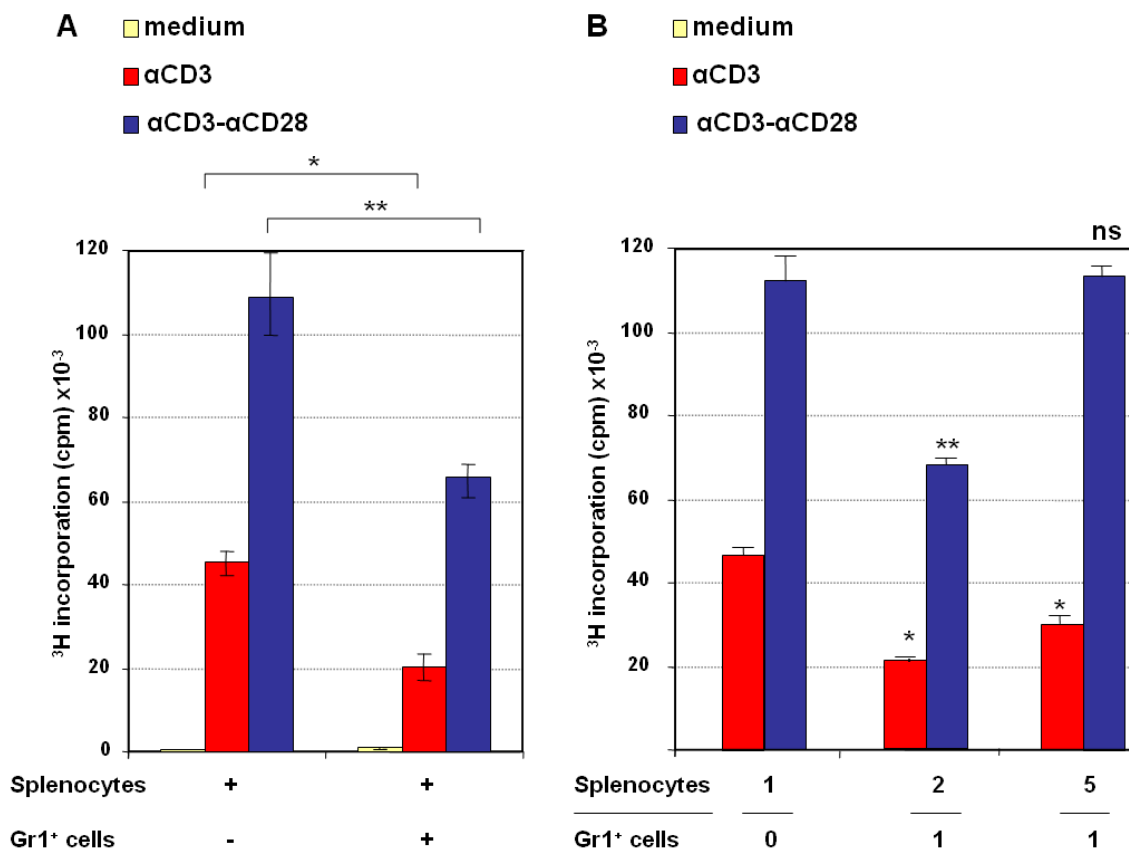 A
medium
αCD3
αCD3-αCD28
*
**
120
100
80
60
40
20
0
³H incorporation (cpm) x10⁻³
Splenocytes + +
Gr1⁺ cells - +
B
medium
αCD3
αCD3-αCD28
ns
120
100
80
60
40
20
³H incorporation (cpm) x10⁻³
*
**
*
Splenocytes 1 2 5
Gr1⁺ cells 0 1 1